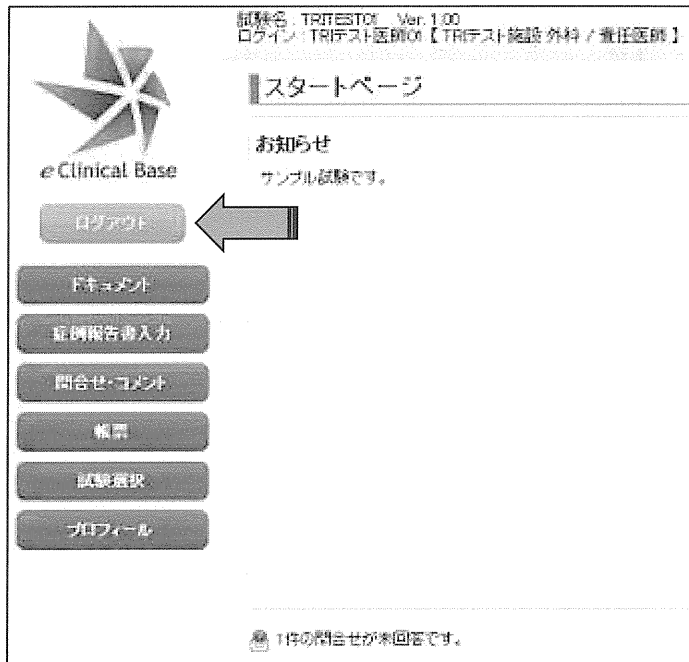 試験名 : TRITEST01 Ver. 1.00
ログイン : TRIテスト医師01 【 TRIテスト施設 外科 / 責任医師 】
スタートページ
お知らせ
サンプル試験です。
e Clinical Base
ログアウト
ドキュメント
症例報告書入力
問合せ・コメント
帳票
試験選択
プロフィール
1件の問合せが未回答です。